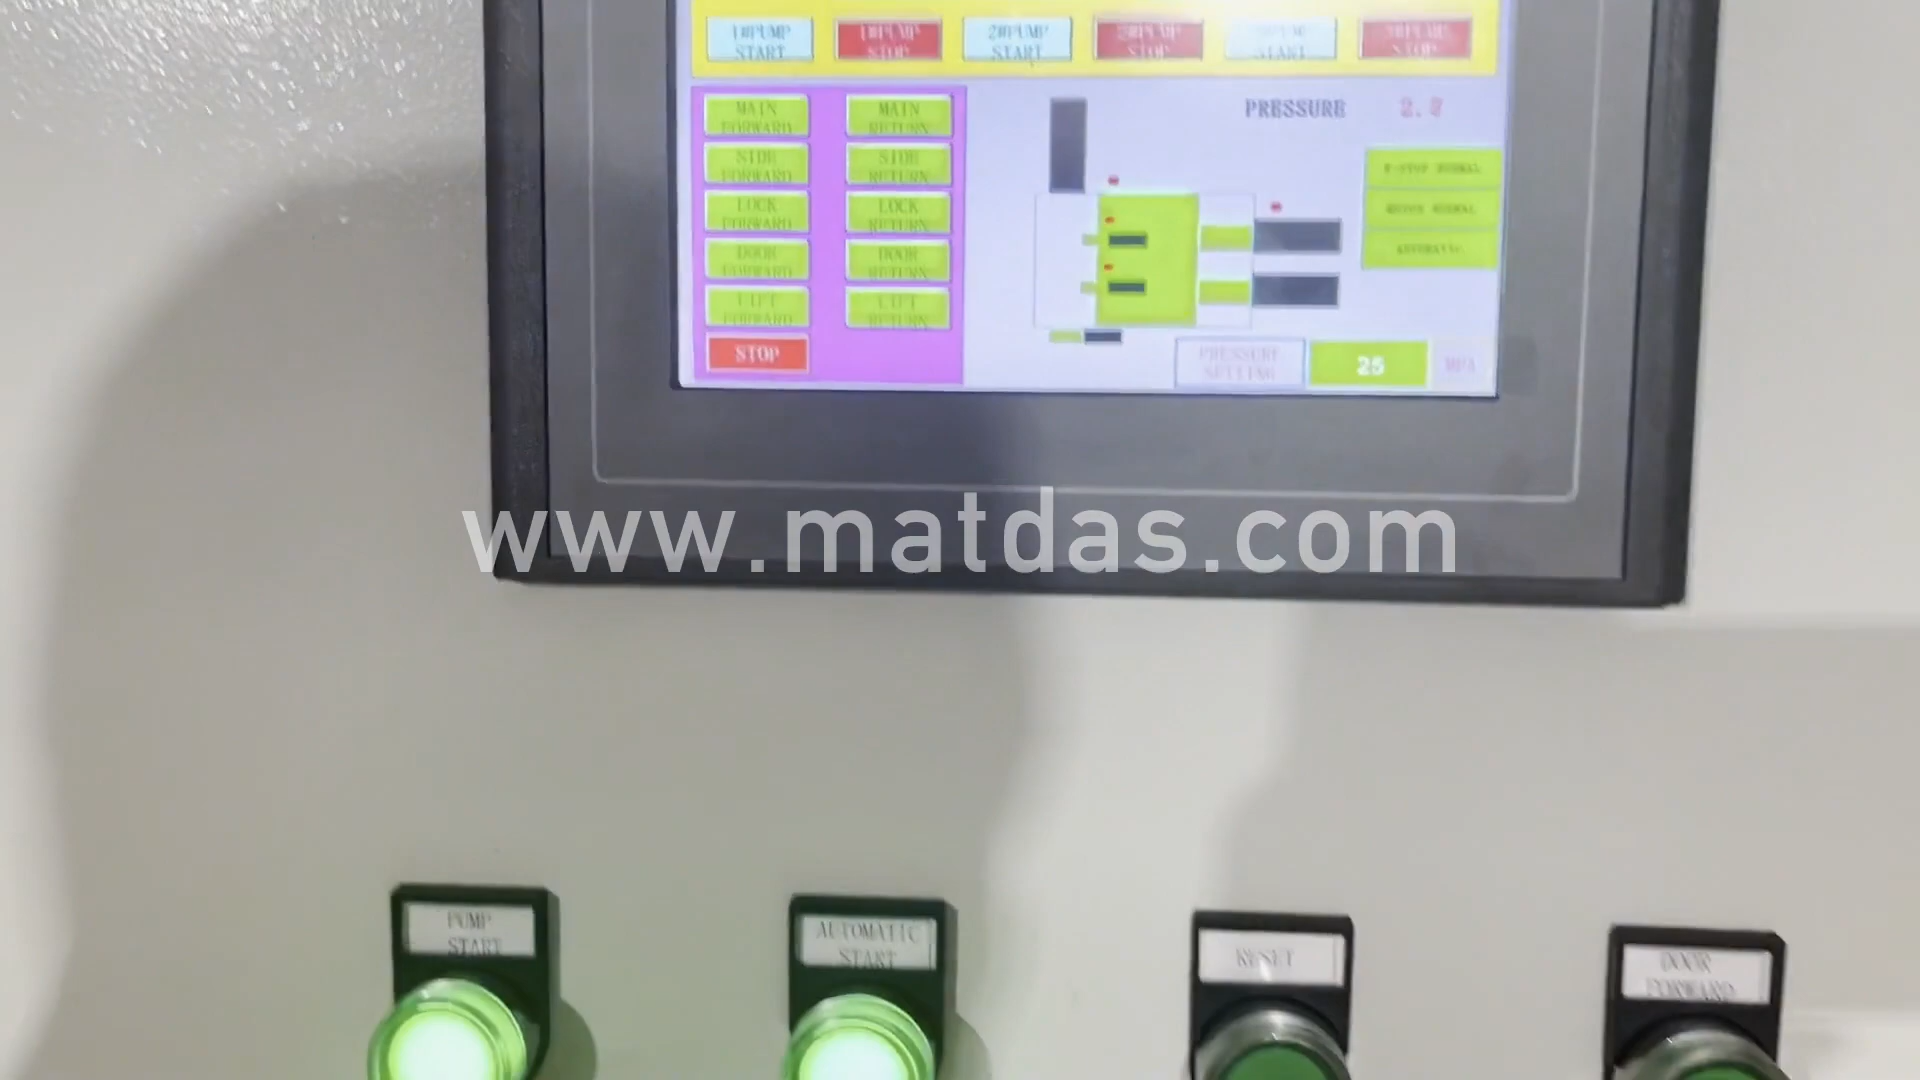 1#PUMP
START
1#PUMP
STOP
2#PUMP
START
2#PUMP
STOP
START
3#PUMP
STOP
MAIN
FORWARD
MAIN
RETURN
PRESSURE
SIDE
FORWARD
SIDE
RETURN
E-STOP NORMAL
LOCK
FORWARD
LOCK
RETURN
MOTOR NORMAL
DOOR
FORWARD
DOOR
RETURN
AUTOMATIC
LIFT
FORWARD
LIFT
RETURN
STOP
PRESSURE
SETTING
25
MPA
www.matdas.com
PUMP
START
AUTOMATIC
START
RESET
DOOR
FORWARD